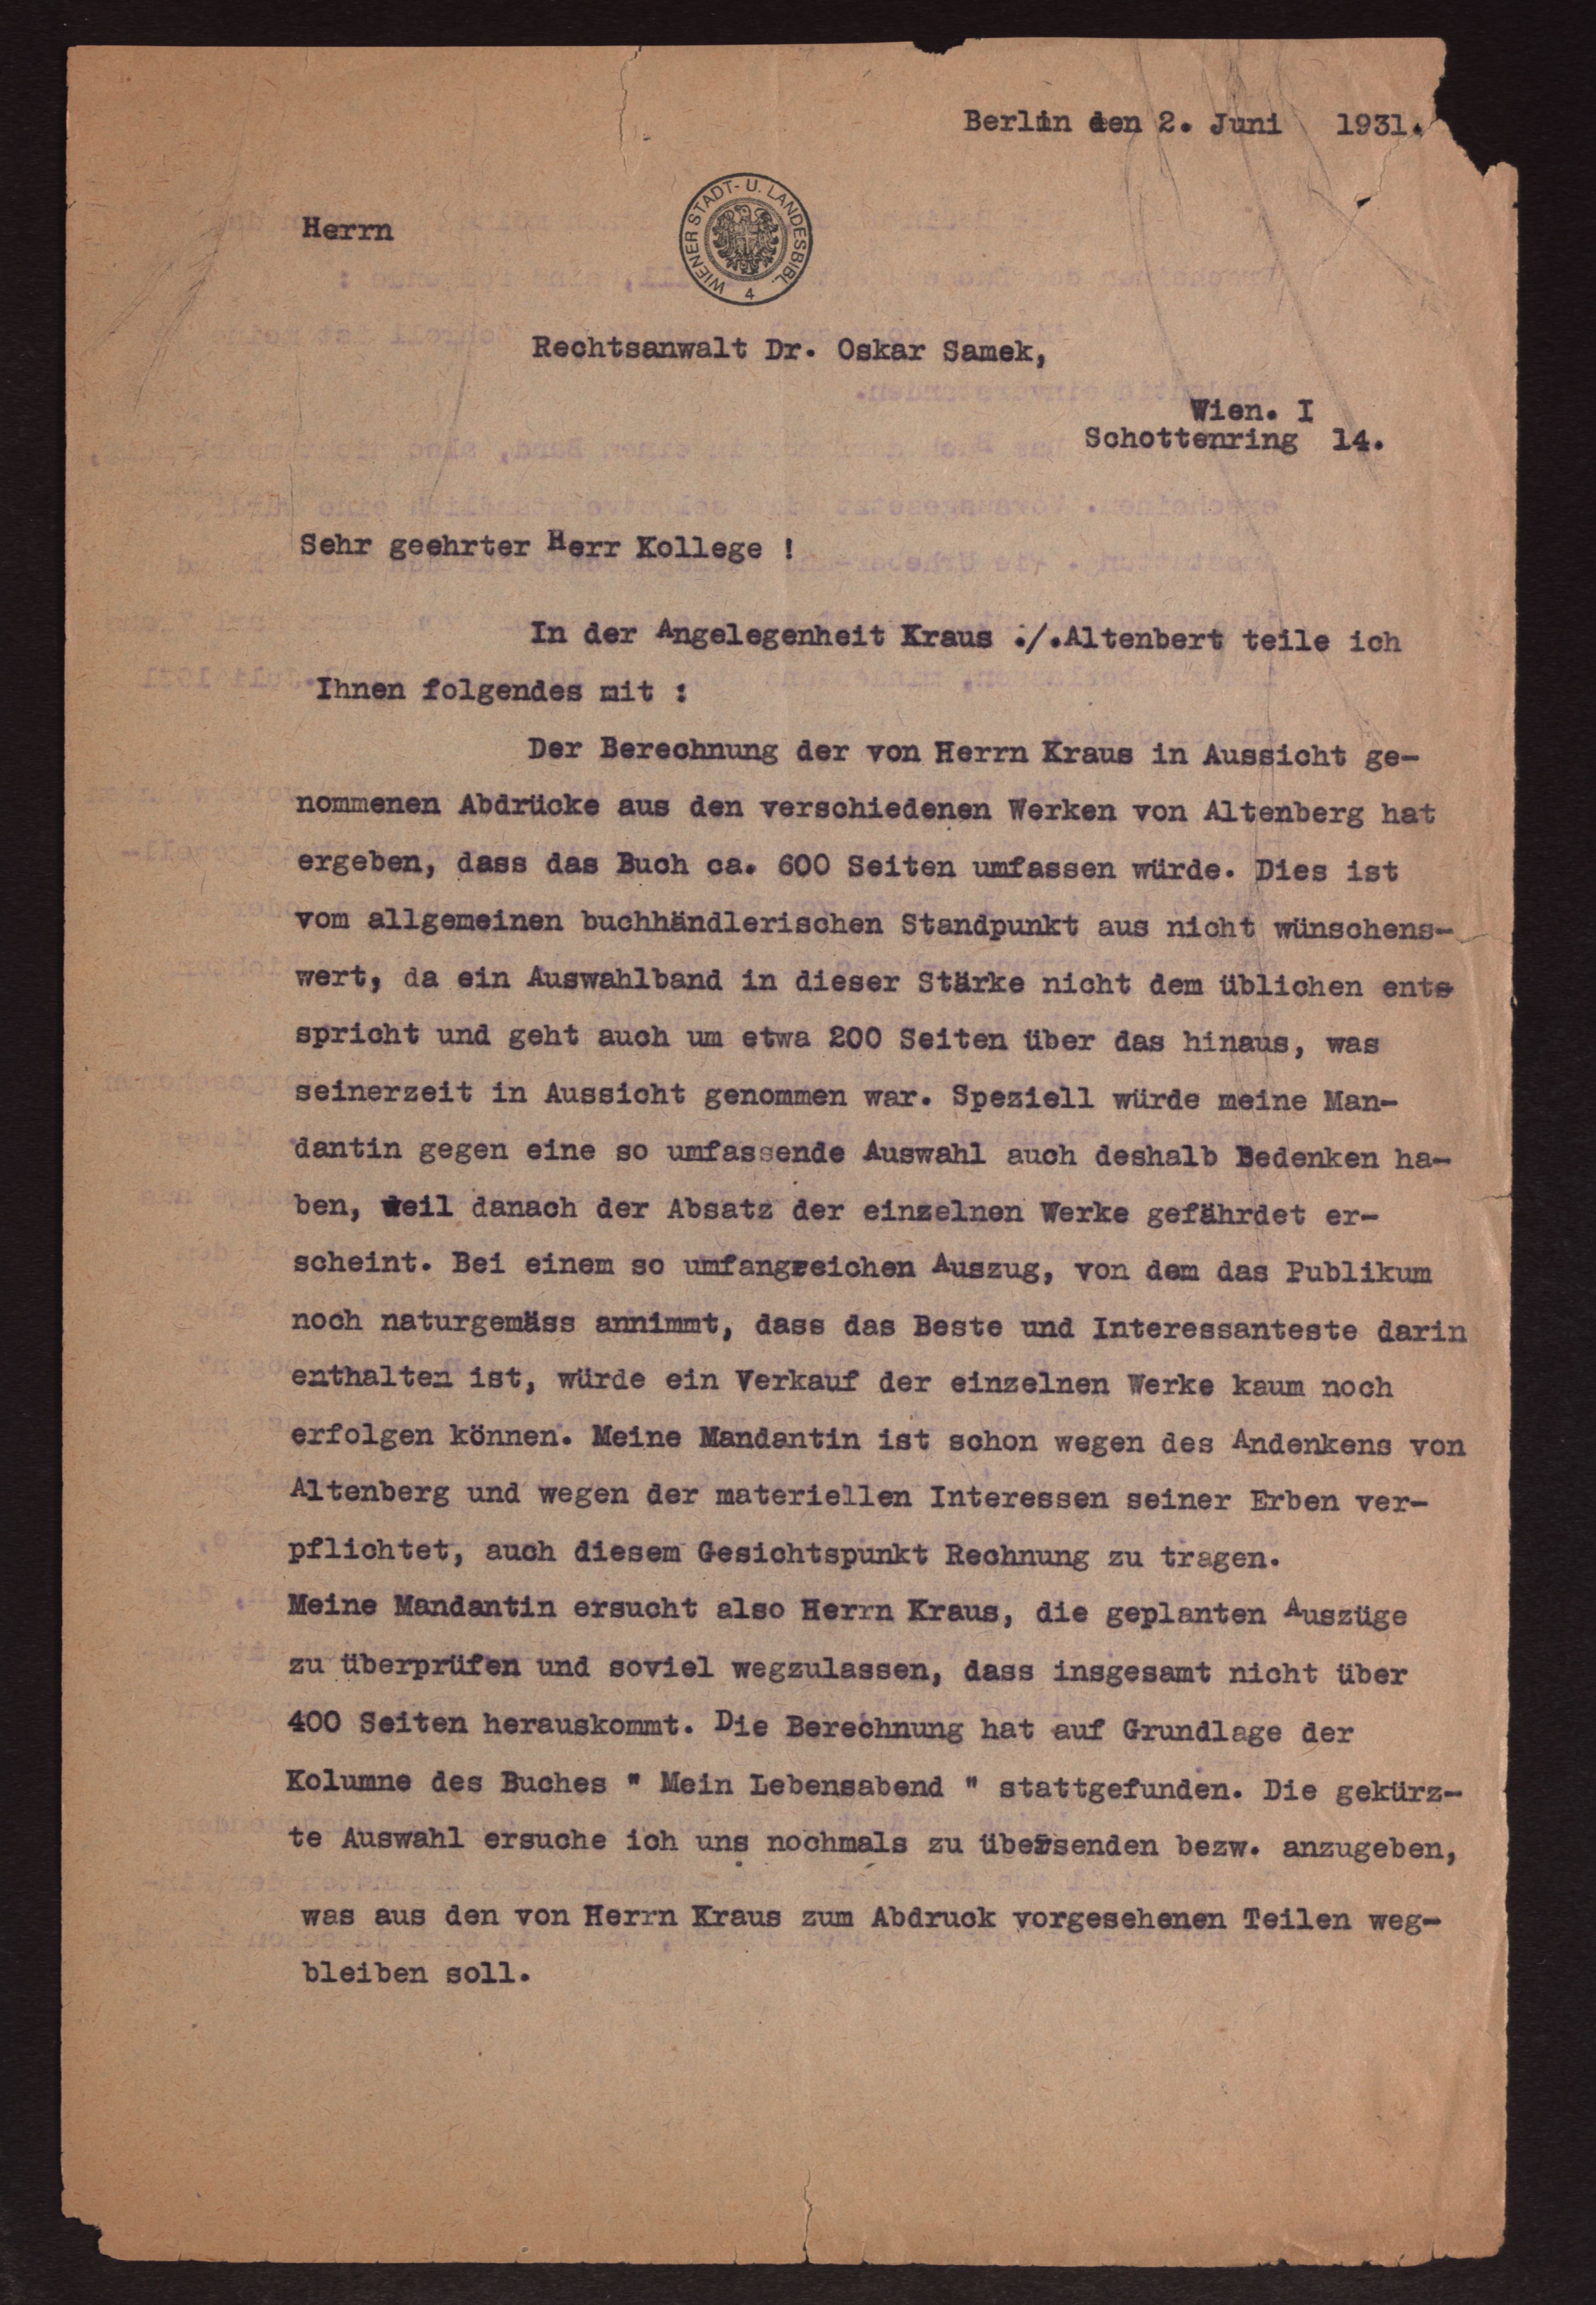 Berlin den 2. Juni 1931.
WIENER STADT- U. LANDESBIBL.
4
Herrn
Rechtsanwalt Dr. Oskar Samek,
Wien. I
Schottenring 14.
Sehr geehrter Herr Kollege !
In der Angelegenheit Kraus ./.Altenbert teile ich
Ihnen folgendes mit :
Der Berechnung der von Herrn Kraus in Aussicht ge-
nommenen Abdrücke aus den verschiedenen Werken von Altenberg hat
ergeben, dass das Buch ca. 600 Seiten umfassen würde. Dies ist
vom allgemeinen buchhändlerischen Standpunkt aus nicht wünschens-
wert, da ein Auswahlband in dieser Stärke nicht dem üblichen ent-
spricht und geht auch um etwa 200 Seiten über das hinaus, was
seinerzeit in Aussicht genommen war. Speziell würde meine Man-
dantin gegen eine so umfassende Auswahl auch deshalb Bedenken ha-
ben, weil danach der Absatz der einzelnen Werke gefährdet er-
scheint. Bei einem so umfangreichen Auszug, von dem das Publikum
noch naturgemäss annimmt, dass das Beste und Interessanteste darin
enthalten ist, würde ein Verkauf der einzelnen Werke kaum noch
erfolgen können. Meine Mandantin ist schon wegen des Andenkens von
Altenberg und wegen der materiellen Interessen seiner Erben ver-
pflichtet, auch diesem Gesichtspunkt Rechnung zu tragen.
Meine Mandantin ersucht also Herrn Kraus, die geplanten Auszüge
zu überprüfen und soviel wegzulassen, dass insgesamt nicht über
400 Seiten herauskommt. Die Berechnung hat auf Grundlage der
Kolumne des Buches " Mein Lebensabend " stattgefunden. Die gekürz-
te Auswahl ersuche ich uns nochmals zu übersenden bezw. anzugeben,
was aus den von Herrn Kraus zum Abdruck vorgesehenen Teilen weg-
bleiben soll.